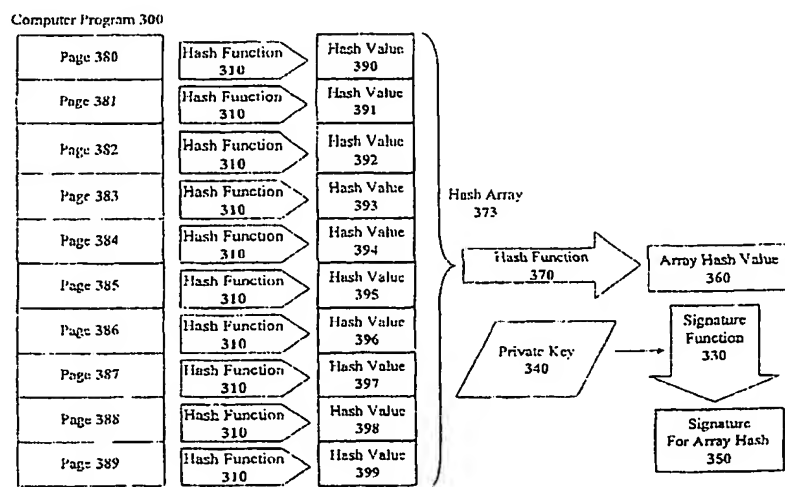 Computer Program 300
Page 380
Hash Function
310
Hash Value
390
Page 381
Hash Function
310
Hash Value
391
Page 382
Hash Function
310
Hash Value
392
Page 383
Hash Function
310
Hash Value
393
Page 384
Hash Function
310
Hash Value
394
Page 385
Hash Function
310
Hash Value
395
Page 386
Hash Function
310
Hash Value
396
Page 387
Hash Function
310
Hash Value
397
Page 388
Hash Function
310
Hash Value
398
Page 389
Hash Function
310
Hash Value
399
Hash Array
373
Hash Function
370
Array Hash Value
360
Private Key
340
Signature
Function
330
Signature
For Array Hash
350